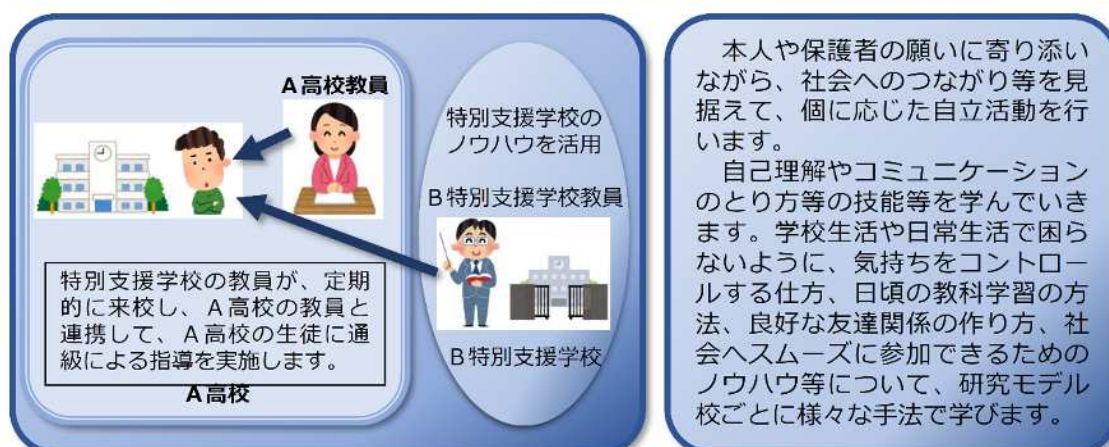 A高校教員
特別支援学校の教員が、定期
的に来校し、A高校の教員と
連携して、A高校の生徒に通
級による指導を実施します。
A高校
特別支援学校の
ノウハウを活用
B特別支援学校教員
B特別支援学校
本人や保護者の願いに寄り添い
ながら、社会へのつながり等を見
据えて、個に応じた自立活動を行
います。
自己理解やコミュニケーション
のとり方等の技能等を学んでいき
ます。学校生活や日常生活で困ら
ないように、気持ちをコントロー
ルする仕方、日頃の教科学習の方
法、良好な友達関係の作り方、社
会へスムーズに参加できるための
ノウハウ等について、研究モデル
校ごとに様々な手法で学びます。